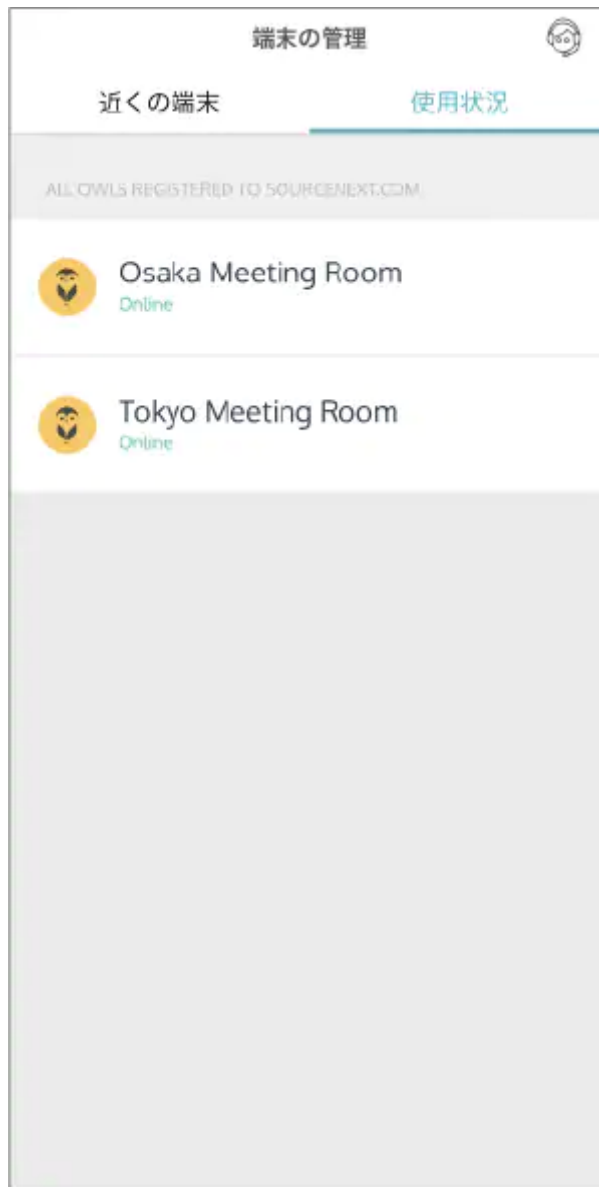 端末の管理
近くの端末
使用状況
ALL OWLS REGISTERED TO SOURCENEXT.COM
Osaka Meeting Room
Online
Tokyo Meeting Room
Online